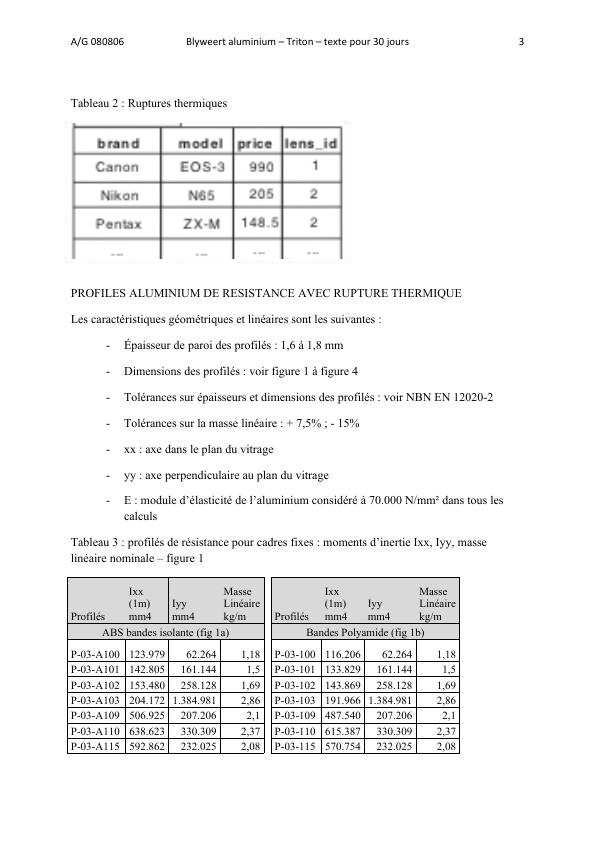 A/G 080806 Blyweert aluminium – Triton – texte pour 30 jours 3
Tableau 2 : Ruptures thermiques
brand model price lens_id
Canon EOS-3 990 1
Nikon N65 205 2
Pentax ZX-M 148.5 2
... ... ... ...
PROFILES ALUMINIUM DE RESISTANCE AVEC RUPTURE THERMIQUE
Les caractéristiques géométriques et linéaires sont les suivantes :
- Épaisseur de paroi des profilés : 1,6 à 1,8 mm
- Dimensions des profilés : voir figure 1 à figure 4
- Tolérances sur épaisseurs et dimensions des profilés : voir NBN EN 12020-2
- Tolérances sur la masse linéaire : + 7,5% ; - 15%
- xx : axe dans le plan du vitrage
- yy : axe perpendiculaire au plan du vitrage
- E : module d’élasticité de l’aluminium considéré à 70.000 N/mm² dans tous les
calculs
Tableau 3 : profilés de résistance pour cadres fixes : moments d’inertie Ixx, Iyy, masse
linéaire nominale – figure 1
Ixx Masse Ixx Masse
(1m) Iyy Linéaire (1m) Iyy Linéaire
Profilés mm4 mm4 kg/m Profilés mm4 mm4 kg/m
ABS bandes isolante (fig 1a) Bandes Polyamide (fig 1b)
P-03-A100 123.979 62.264 1,18 P-03-100 116.206 62.264 1,18
P-03-A101 142.805 161.144 1,5 P-03-101 133.829 161.144 1,5
P-03-A102 153.480 258.128 1,69 P-03-102 143.869 258.128 1,69
P-03-A103 204.172 1.384.981 2,86 P-03-103 191.966 1.384.981 2,86
P-03-A109 506.925 207.206 2,1 P-03-109 487.540 207.206 2,1
P-03-A110 638.623 330.309 2,37 P-03-110 615.387 330.309 2,37
P-03-A115 592.862 232.025 2,08 P-03-115 570.754 232.025 2,08